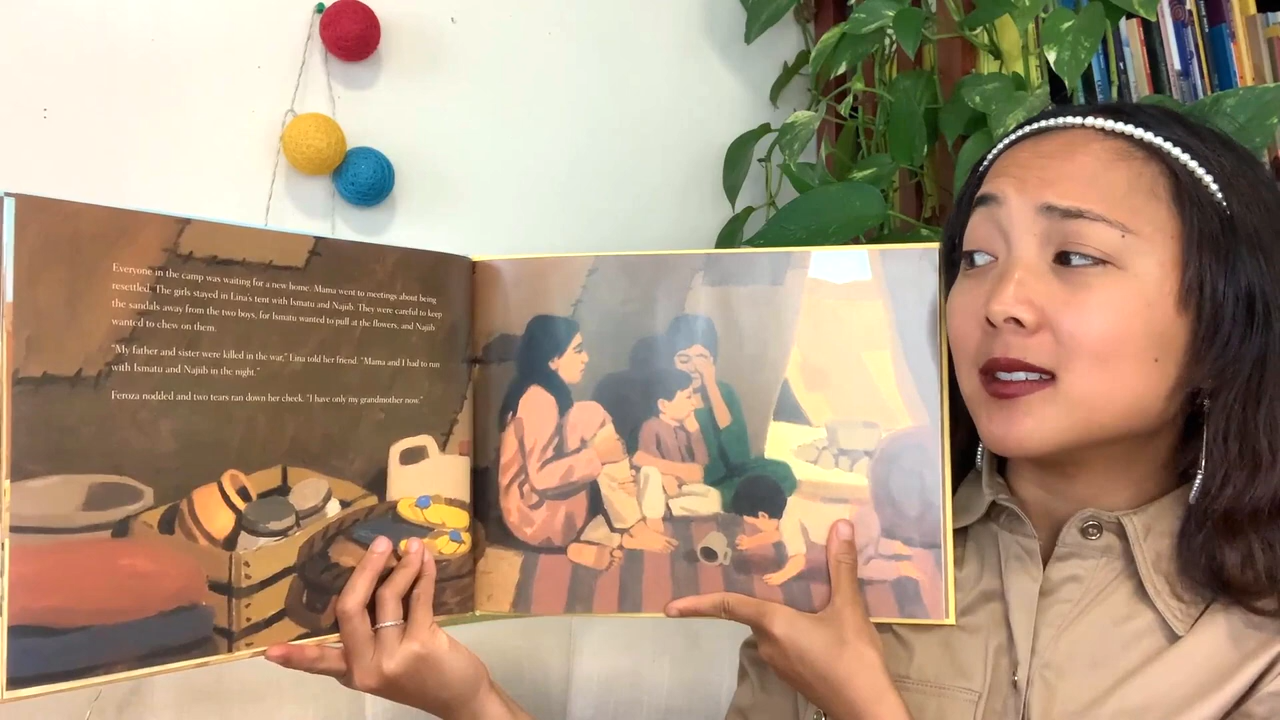 Everyone in the camp was waiting for a new home. Mama went to meetings about being
resettled. The girls stayed in Lina's tent with Ismatu and Najiib. They were careful to keep
the sandals away from the two boys, for Ismatu wanted to pull at the flowers, and Najiib
wanted to chew on them.
"My father and sister were killed in the war," Lina told her friend. "Mama and I had to run
with Ismatu and Najiib in the night."
Feroza nodded and two tears ran down her cheek. "I have only my grandmother now."